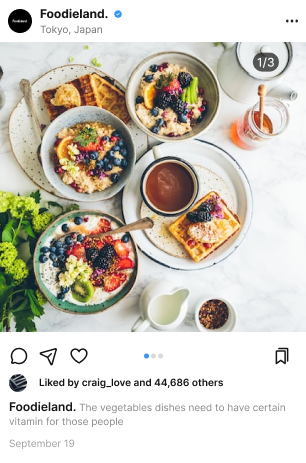 Foodieland.
Tokyo, Japan
1/3
Liked by craig_love and 44,686 others
Foodieland. The vegetables dishes need to have certain
vitamin for those people
September 19